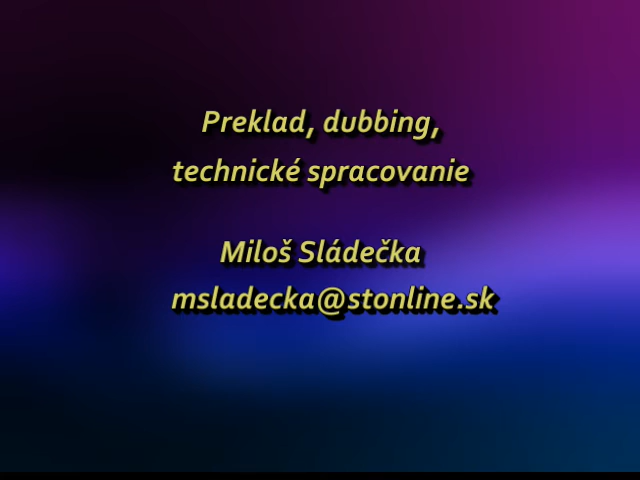 Preklad, dubbing,
technické spracovanie
Miloš Sládečka
msladecka@stonline.sk